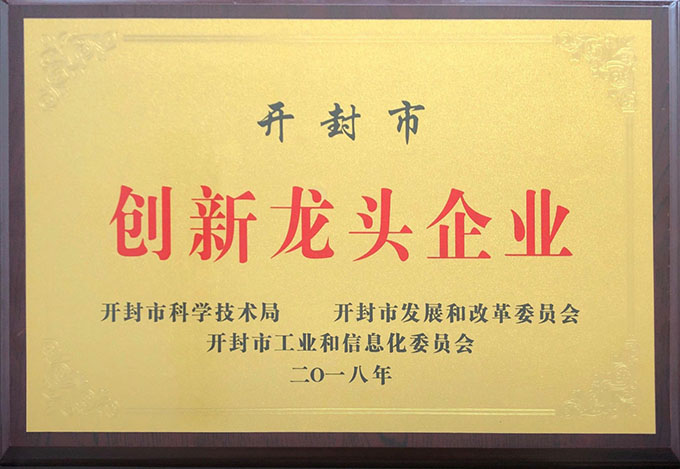 开封市
创新龙头企业
开封市科学技术局 开封市发展和改革委员会
开封市工业和信息化委员会
二〇一八年